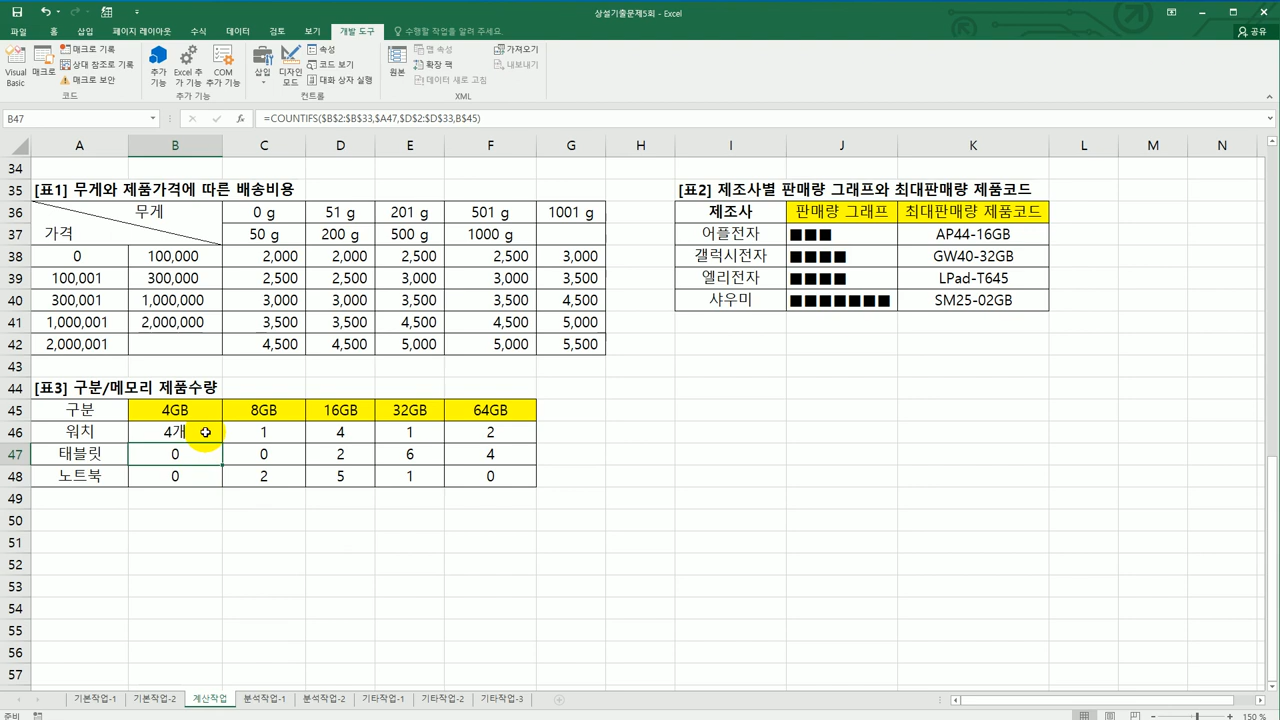 상설기출문제5회 - Excel
파일 홈 삽입 페이지 레이아웃 수식 데이터 검토 보기 개발 도구 수행할 작업을 알려 주세요. 공유
Visual Basic 매크로 매크로 기록 상대 참조로 기록 매크로 보안 추가 기능 Excel 추가 기능 COM 추가 기능 삽입 디자인 모드 속성 코드 보기 대화 상자 실행 원본 맵 속성 확장 팩 데이터 새로 고침 가져오기 내보내기
코드 추가 기능 컨트롤 XML
B47 fx =COUNTIFS($B$2:$B$33,$A47,$D$2:$D$33,B$45)
A B C D E F G H I J K L M N
34
35 [표1] 무게와 제품가격에 따른 배송비용 [표2] 제조사별 판매량 그래프와 최대판매량 제품코드
36 무게 0 g 51 g 201 g 501 g 1001 g 제조사 판매량 그래프 최대판매량 제품코드
37 가격 50 g 200 g 500 g 1000 g 어플전자 ■■■ AP44-16GB
38 0 100,000 2,000 2,000 2,500 2,500 3,000 갤럭시전자 ■■■■ GW40-32GB
39 100,001 300,000 2,500 2,500 3,000 3,000 3,500 엘리전자 ■■■■ LPad-T645
40 300,001 1,000,000 3,000 3,000 3,500 3,500 4,500 샤우미 ■■■■■■■ SM25-02GB
41 1,000,001 2,000,000 3,500 3,500 4,500 4,500 5,000
42 2,000,001 4,500 4,500 5,000 5,000 5,500
43
44 [표3] 구분/메모리 제품수량
45 구분 4GB 8GB 16GB 32GB 64GB
46 워치 4개 1 4 1 2
47 태블릿 0 0 2 6 4
48 노트북 0 2 5 1 0
49
50
51
52
53
54
55
56
57
기본작업-1 기본작업-2 계산작업 분석작업-1 분석작업-2 기타작업-1 기타작업-2 기타작업-3
준비 150 %